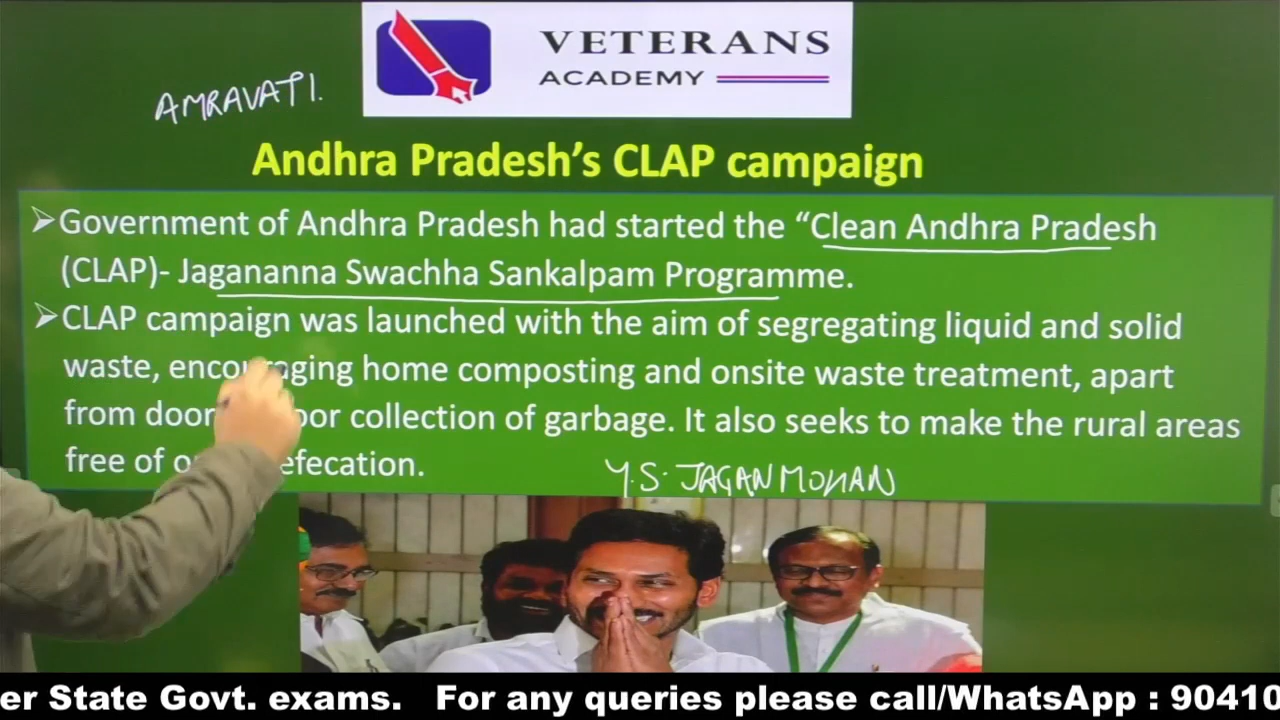 VETERANS
ACADEMY
AMRAVATI.
Andhra Pradesh's CLAP campaign
➢Government of Andhra Pradesh had started the “Clean Andhra Pradesh
(CLAP)- Jagananna Swachha Sankalpam Programme.
➢CLAP campaign was launched with the aim of segregating liquid and solid
waste, encouraging home composting and onsite waste treatment, apart
from door oor collection of garbage. It also seeks to make the rural areas
free of o efecation.
Y.S. JAGAN MOHAN
er State Govt. exams. For any queries please call/WhatsApp : 90410